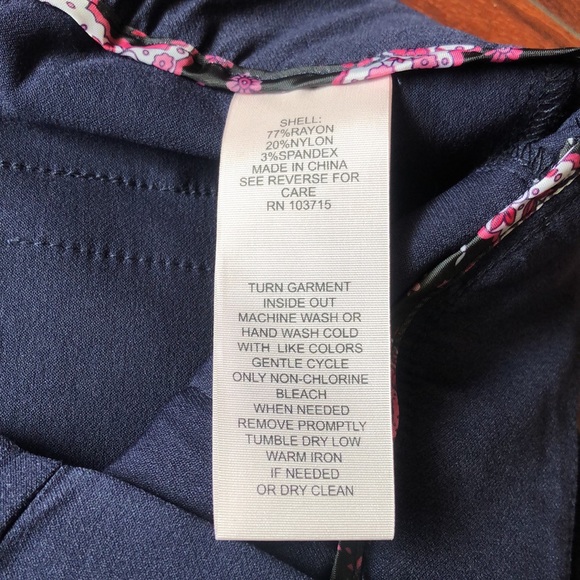 SHELL:
77%RAYON
20%NYLON
3%SPANDEX
MADE IN CHINA
SEE REVERSE FOR
CARE
RN 103715
TURN GARMENT
INSIDE OUT
MACHINE WASH OR
HAND WASH COLD
WITH LIKE COLORS
GENTLE CYCLE
ONLY NON-CHLORINE
BLEACH
WHEN NEEDED
REMOVE PROMPTLY
TUMBLE DRY LOW
WARM IRON
IF NEEDED
OR DRY CLEAN